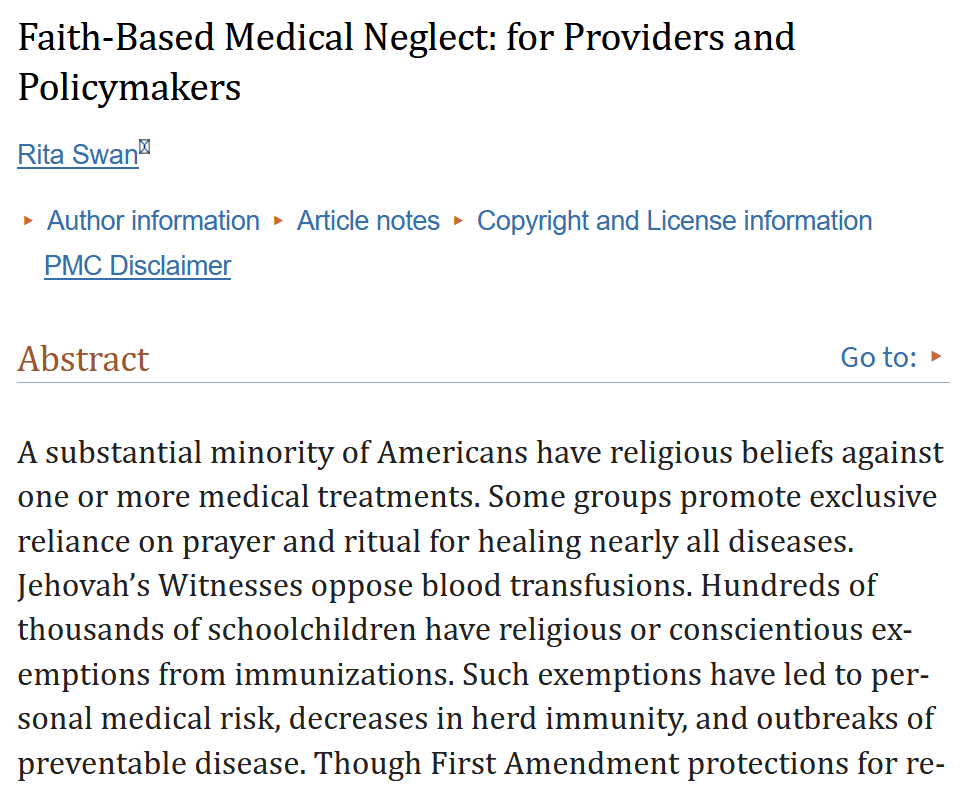 Faith-Based Medical Neglect: for Providers and
Policymakers
Rita Swan
Author information ▸ Article notes ▸ Copyright and License information
PMC Disclaimer
Abstract
Go to:
A substantial minority of Americans have religious beliefs against
one or more medical treatments. Some groups promote exclusive
reliance on prayer and ritual for healing nearly all diseases.
Jehovah’s Witnesses oppose blood transfusions. Hundreds of
thousands of schoolchildren have religious or conscientious ex-
emptions from immunizations. Such exemptions have led to per-
sonal medical risk, decreases in herd immunity, and outbreaks of
preventable disease. Though First Amendment protections for re-